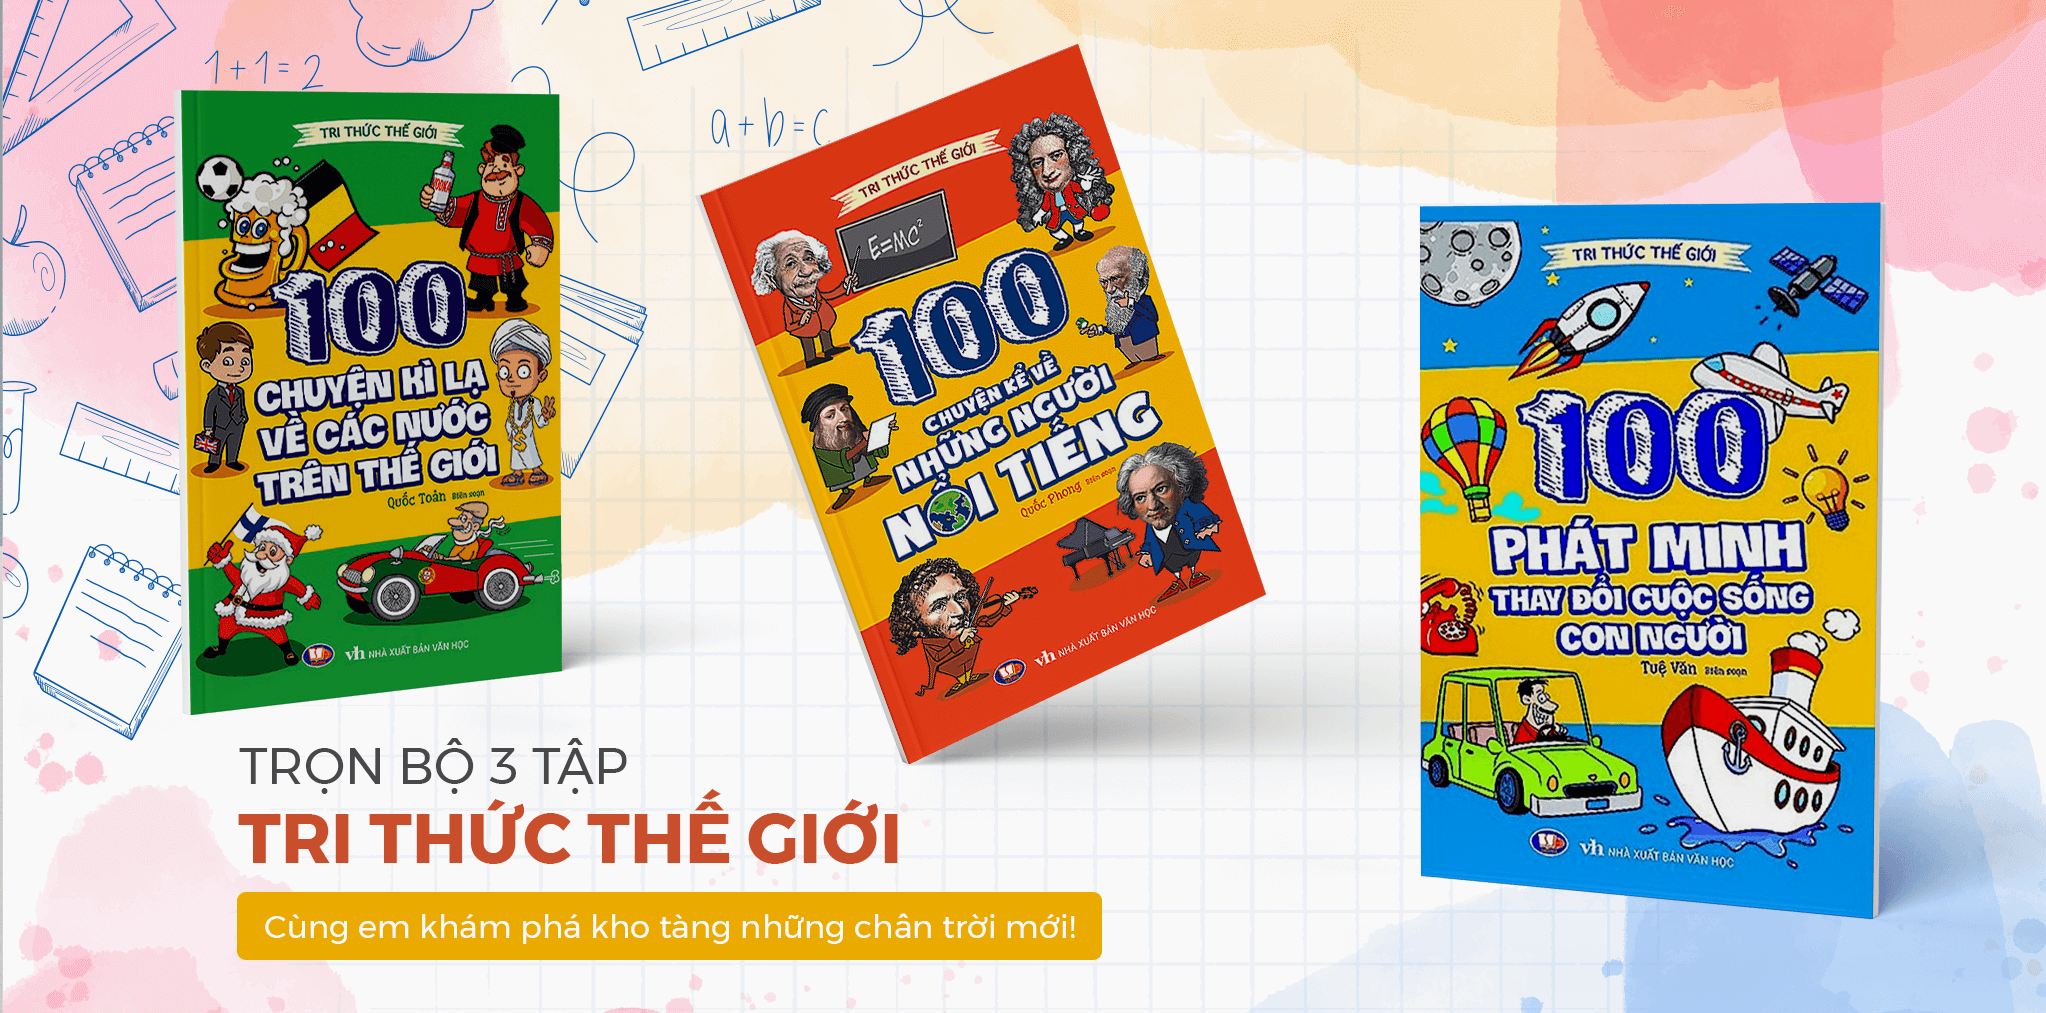 1+1=2
a+b=c
TRI THỨC THẾ GIỚI
VODKA
100
CHUYỆN KÌ LẠ
VỀ CÁC NƯỚC
TRÊN THẾ GIỚI
Quốc Toản Biên soạn
vh NHÀ XUẤT BẢN VĂN HỌC
TRI THỨC THẾ GIỚI
E=MC²
100
CHUYỆN KỂ VỀ
NHỮNG NGƯỜI
NỔI TIẾNG
Quốc Phong Biên soạn
vh NHÀ XUẤT BẢN VĂN HỌC
TRI THỨC THẾ GIỚI
100
PHÁT MINH
THAY ĐỔI CUỘC SỐNG
CON NGƯỜI
Tuệ Văn Biên soạn
vh NHÀ XUẤT BẢN VĂN HỌC
TRỌN BỘ 3 TẬP
TRI THỨC THẾ GIỚI
Cùng em khám phá kho tàng những chân trời mới!